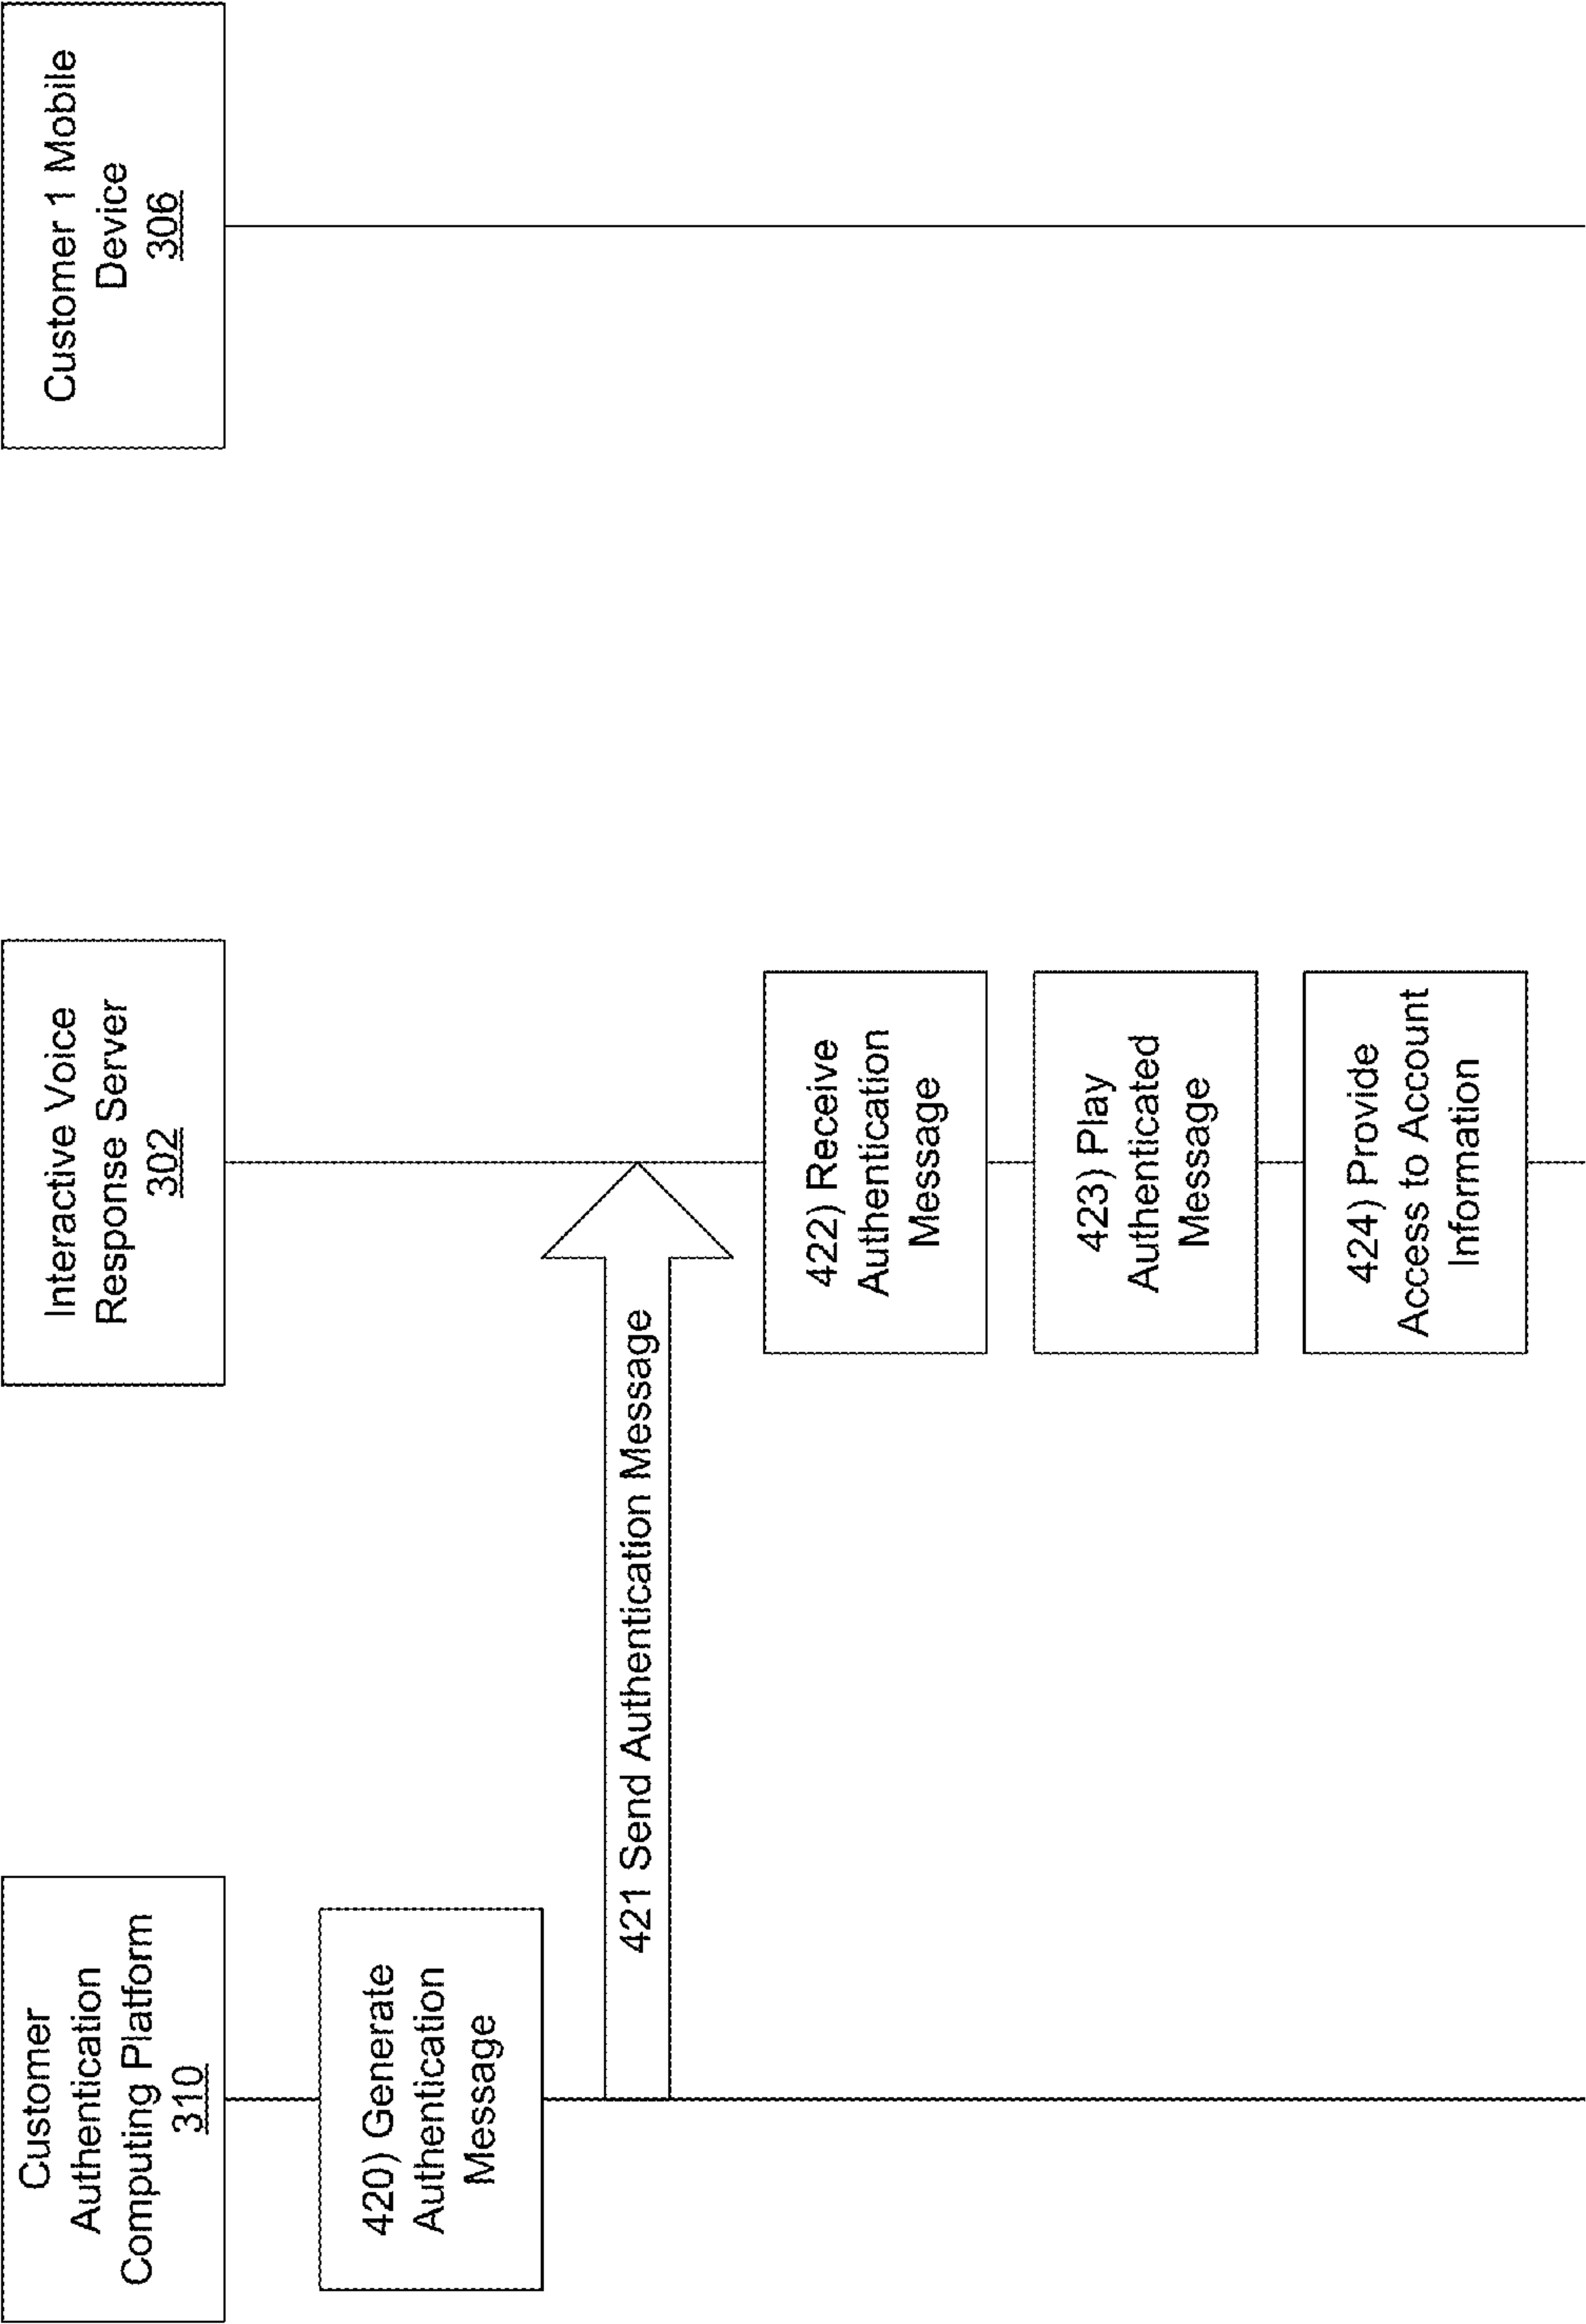 Customer
Authentication
Computing Platform
310
Interactive Voice
Response Server
302
Customer 1 Mobile
Device
306
420) Generate
Authentication
Message
421 Send Authentication Message
422) Receive
Authentication
Message
423) Play
Authenticated
Message
424) Provide
Access to Account
Information